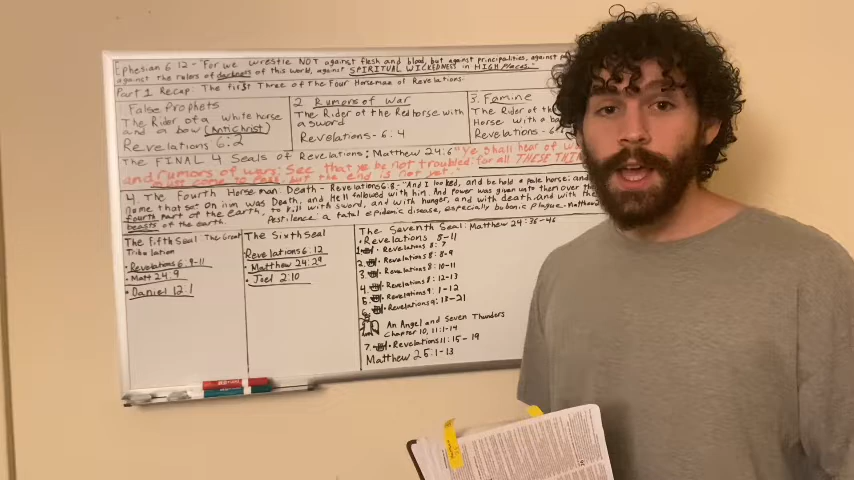 Ephesian 6:12 - "For we wrestle NOT against flesh and blood, but against principalities, against
against the rulers of darkness of this world, against SPIRITUAL WICKEDNESS in HIGH Places."
Part 1 Recap: The first Three of The Four Horseman of Revelations.
False Prophets
The Rider of a white horse
and a bow (Antichrist)
Revelations 6:2
2 Rumors of War
The Rider of the Red horse with
a sword
Revelations - 6:4
3. Famine
The Rider of the
Horse with a
Revelations - 6:
The FINAL 4 Seals of Revelations: Matthew 24:6 "Ye shall hear of
and rumors of wars: See that ye be not troubled: for all THESE
must come to pass, but the end is not yet.
4. The Fourth Horseman: Death - Revelations 6:8 - "And I looked, and behold a pale horse: and
name that sat on him was Death, and Hell followed with him. And power was given unto them over the
fourth part of the earth, to kill with sword, and with hunger, and with death, and with the
beasts of the earth. Pestilence: a fatal epidemic disease, especially bubonic plague. - Matthew
The Fifth Seal The Great
Tribulation
• Revelations 6:9-11
• Matt 24:9
• Daniel 12:1
The Sixth Seal
Revelations 6:12
• Matthew 24:29
• Joel 2:10
The Seventh Seal: Matthew 24:36-46
• Revelations 8-11
1. • Revelations 8:7
2. • Revelations 8:8-9
3. • Revelations 8:10-11
4. • Revelations 8:12-13
5. • Revelations 9:1-12
6. • Revelations 9:13-21
An Angel and Seven Thunders
Chapter 10, 11:1-14
7. • Revelations 11:15-19
Matthew 25:1-13